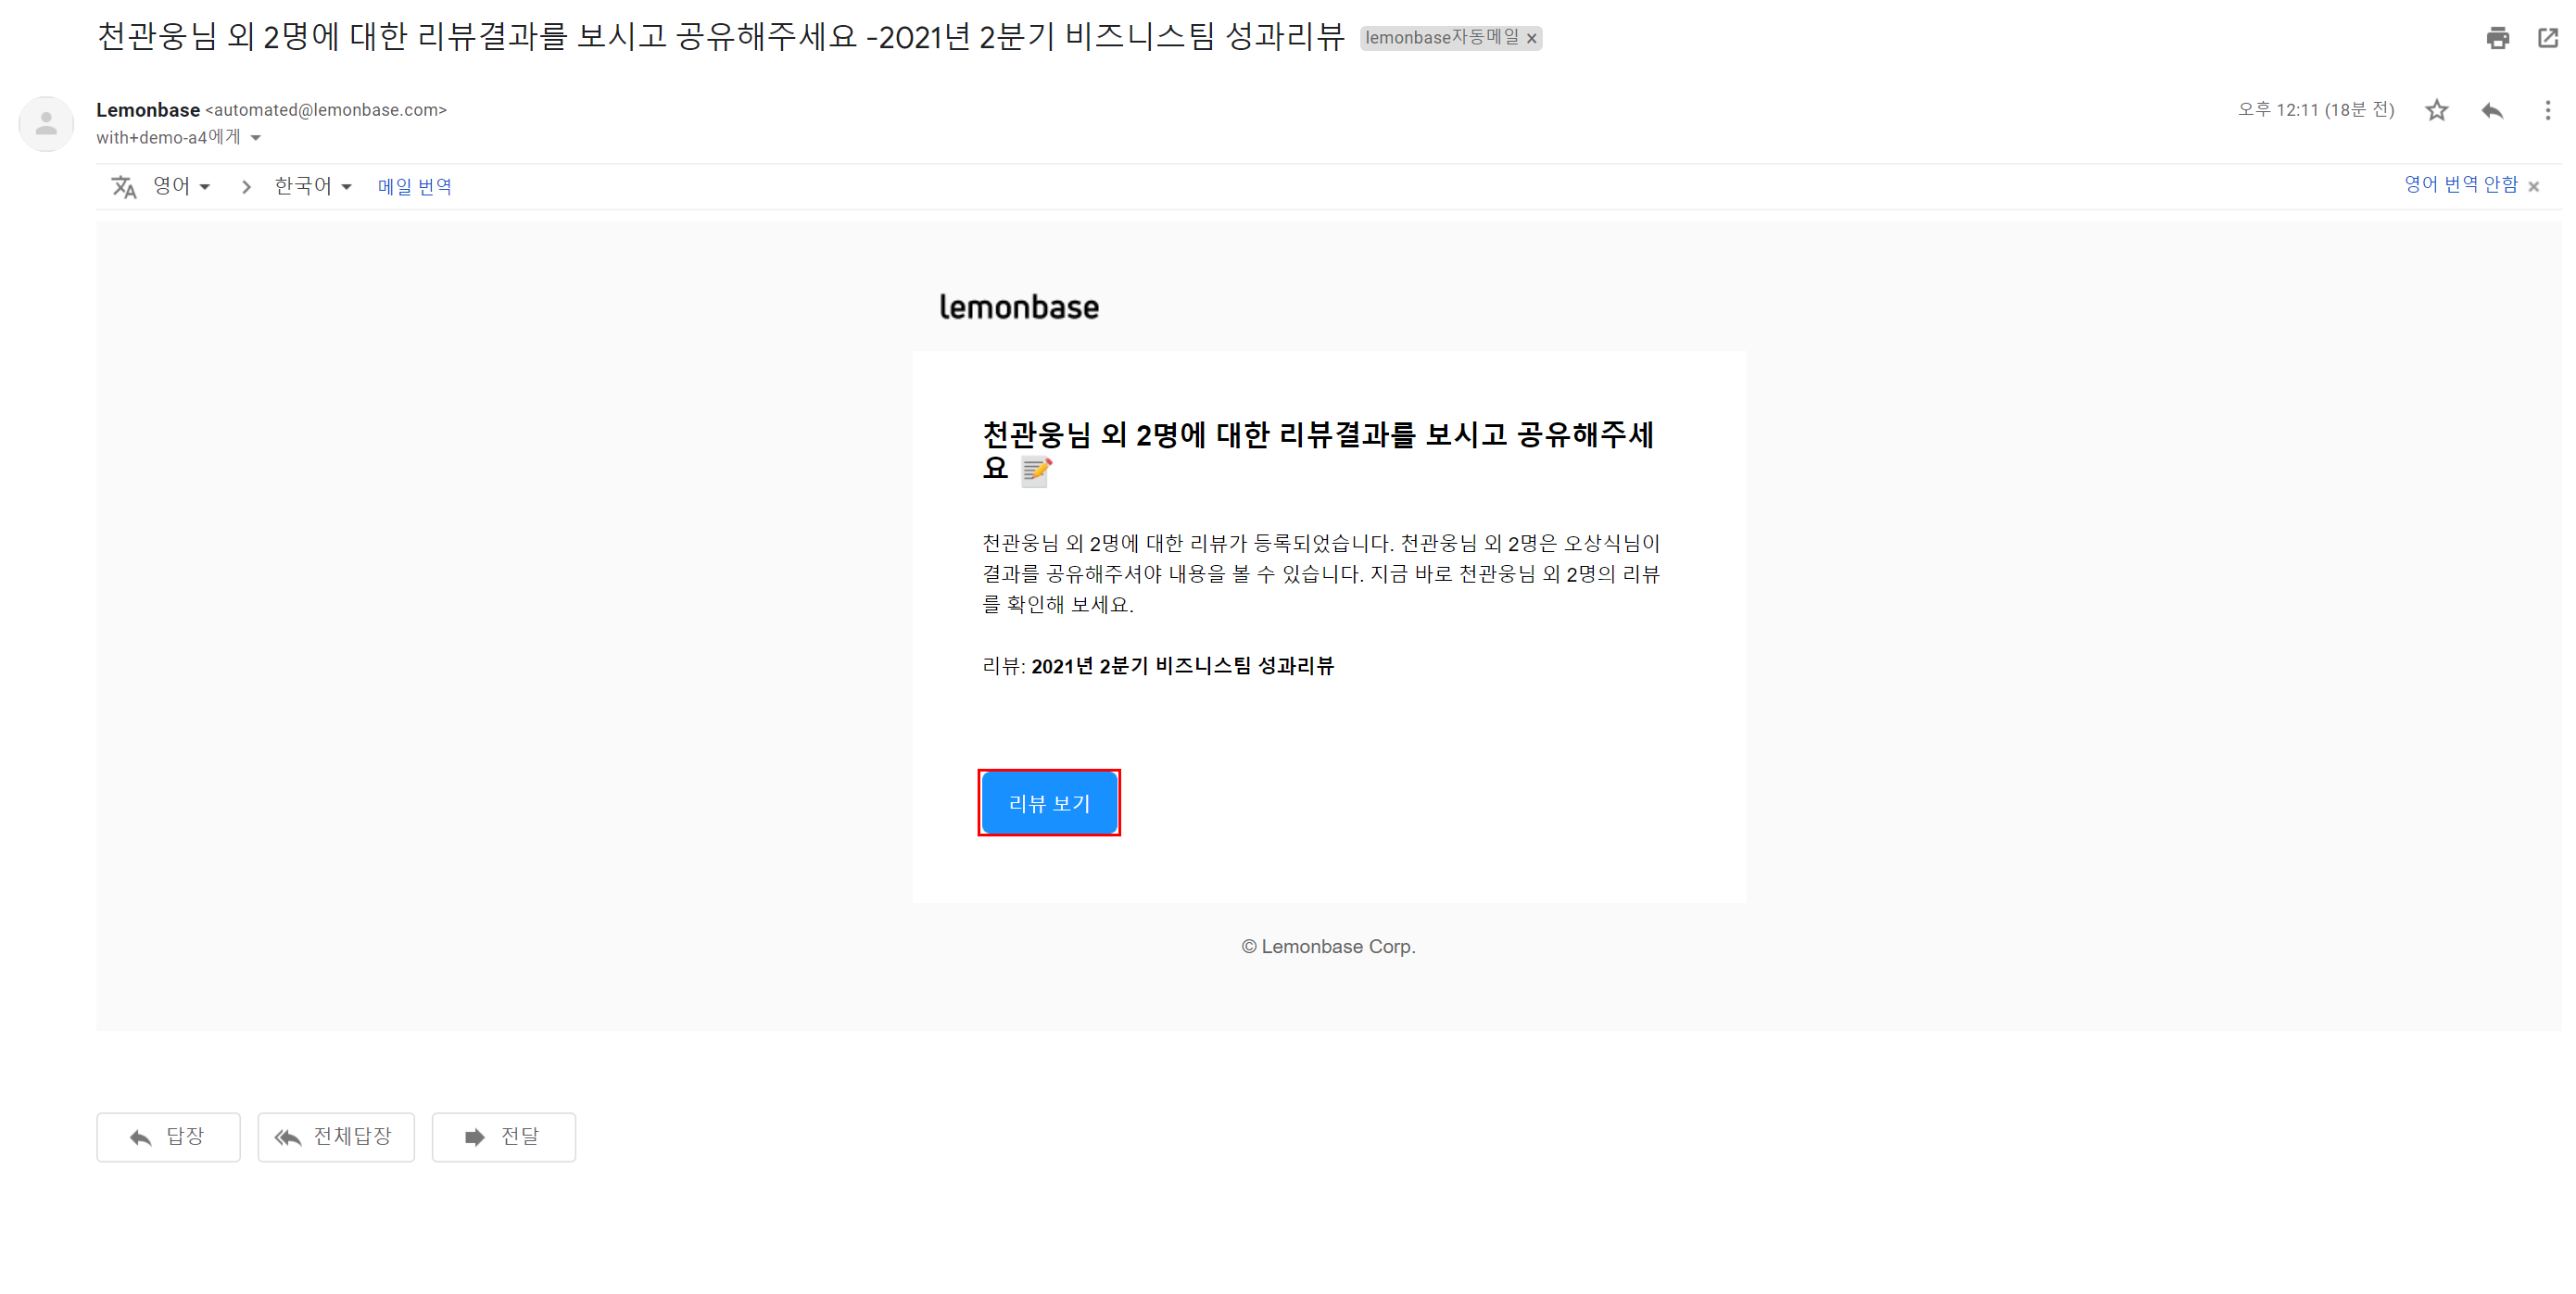 천관웅님 외 2명에 대한 리뷰결과를 보시고 공유해주세요 -2021년 2분기 비즈니스팀 성과리뷰 lemonbase자동메일 ×
Lemonbase <automated@lemonbase.com>
오후 12:11 (18분 전)
with+demo-a4에게
영어 한국어 메일 번역
영어 번역 안함 ×
lemonbase
천관웅님 외 2명에 대한 리뷰결과를 보시고 공유해주세
요
천관웅님 외 2명에 대한 리뷰가 등록되었습니다. 천관웅님 외 2명은 오상식님이
결과를 공유해주셔야 내용을 볼 수 있습니다. 지금 바로 천관웅님 외 2명의 리뷰
를 확인해 보세요.
리뷰: 2021년 2분기 비즈니스팀 성과리뷰
리뷰 보기
© Lemonbase Corp.
답장 전체답장 전달